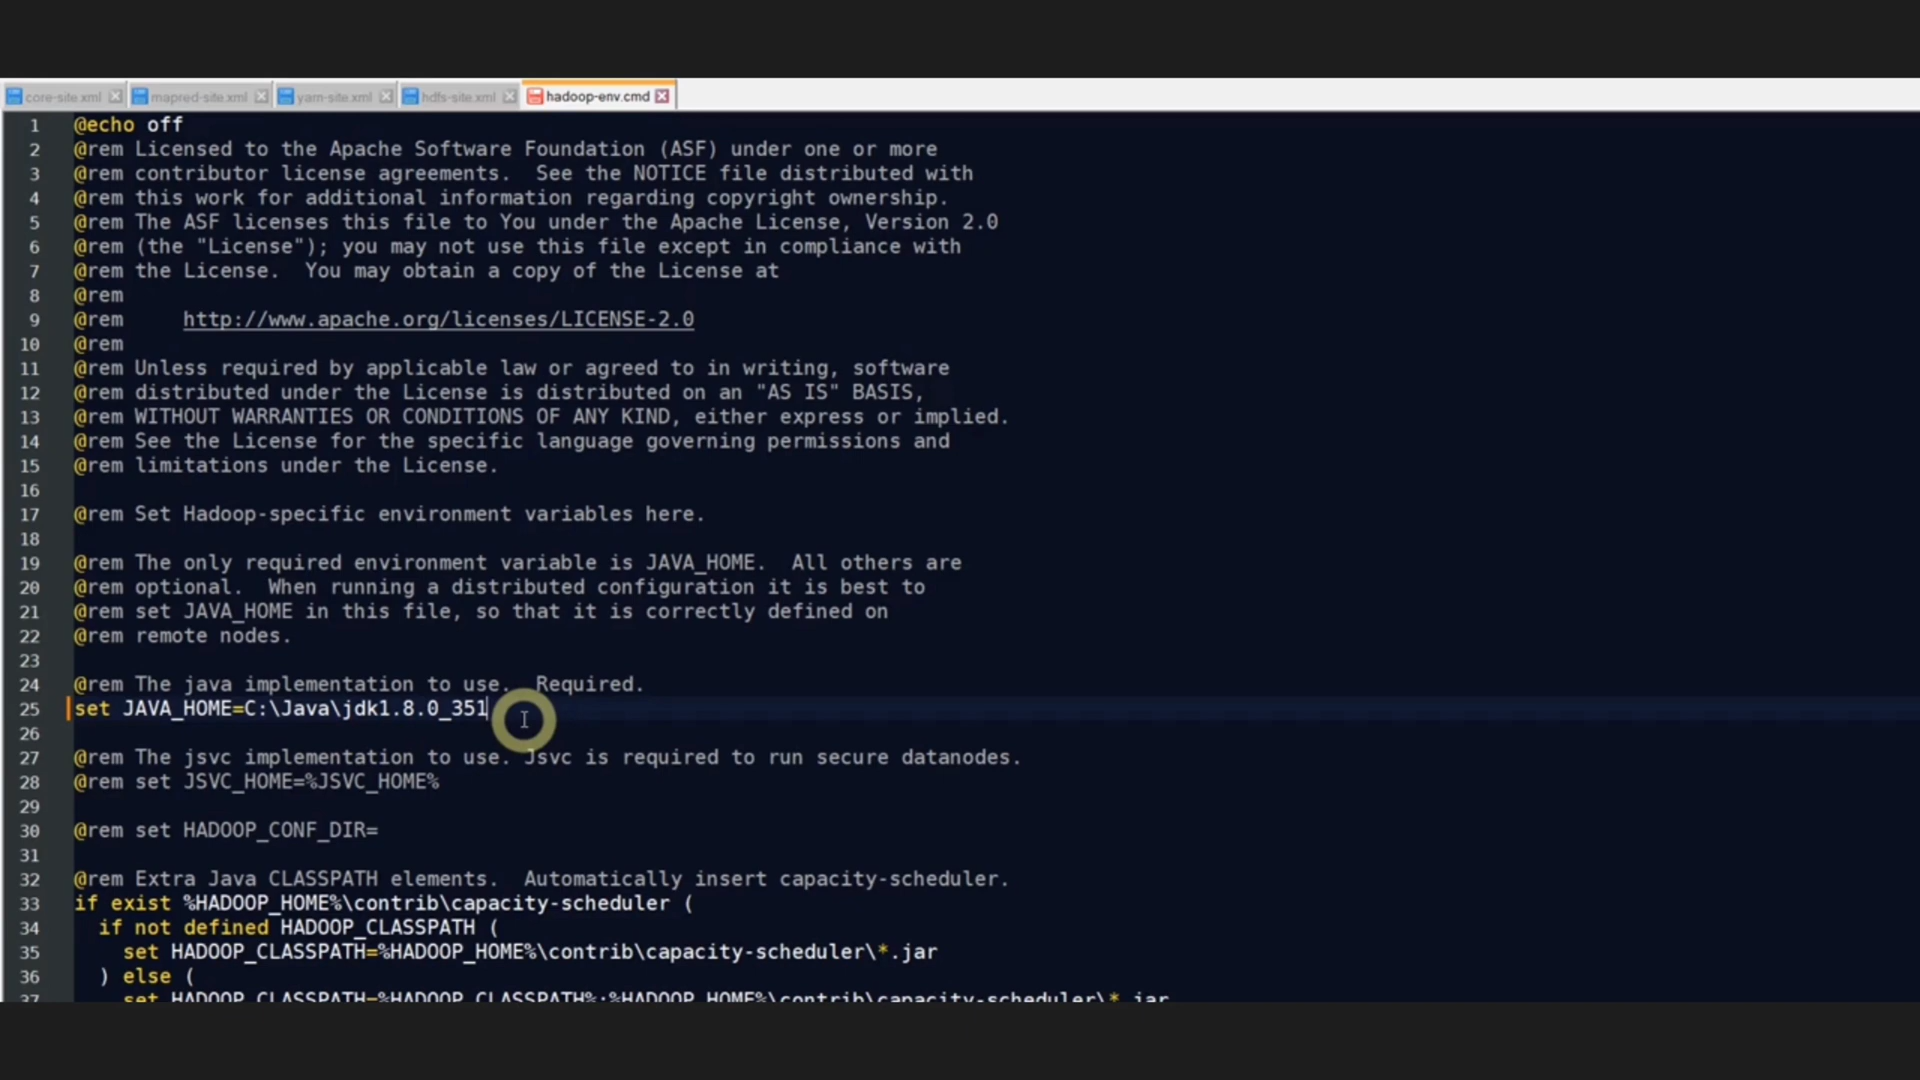 core-site.xml mapred-site.xml yarn-site.xml hdfs-site.xml hadoop-env.cmd
1 @echo off
2 @rem Licensed to the Apache Software Foundation (ASF) under one or more
3 @rem contributor license agreements.  See the NOTICE file distributed with
4 @rem this work for additional information regarding copyright ownership.
5 @rem The ASF licenses this file to You under the Apache License, Version 2.0
6 @rem (the "License"); you may not use this file except in compliance with
7 @rem the License.  You may obtain a copy of the License at
8 @rem
9 @rem     http://www.apache.org/licenses/LICENSE-2.0
10 @rem
11 @rem Unless required by applicable law or agreed to in writing, software
12 @rem distributed under the License is distributed on an "AS IS" BASIS,
13 @rem WITHOUT WARRANTIES OR CONDITIONS OF ANY KIND, either express or implied.
14 @rem See the License for the specific language governing permissions and
15 @rem limitations under the License.
16
17 @rem Set Hadoop-specific environment variables here.
18
19 @rem The only required environment variable is JAVA_HOME.  All others are
20 @rem optional.  When running a distributed configuration it is best to
21 @rem set JAVA_HOME in this file, so that it is correctly defined on
22 @rem remote nodes.
23
24 @rem The java implementation to use.  Required.
25 set JAVA_HOME=C:\Java\jdk1.8.0_351
26
27 @rem The jsvc implementation to use. Jsvc is required to run secure datanodes.
28 @rem set JSVC_HOME=%JSVC_HOME%
29
30 @rem set HADOOP_CONF_DIR=
31
32 @rem Extra Java CLASSPATH elements.  Automatically insert capacity-scheduler.
33 if exist %HADOOP_HOME%\contrib\capacity-scheduler (
34   if not defined HADOOP_CLASSPATH (
35     set HADOOP_CLASSPATH=%HADOOP_HOME%\contrib\capacity-scheduler\*.jar
36   ) else (
37     set HADOOP_CLASSPATH=%HADOOP_CLASSPATH%;%HADOOP_HOME%\contrib\capacity-scheduler\*.jar